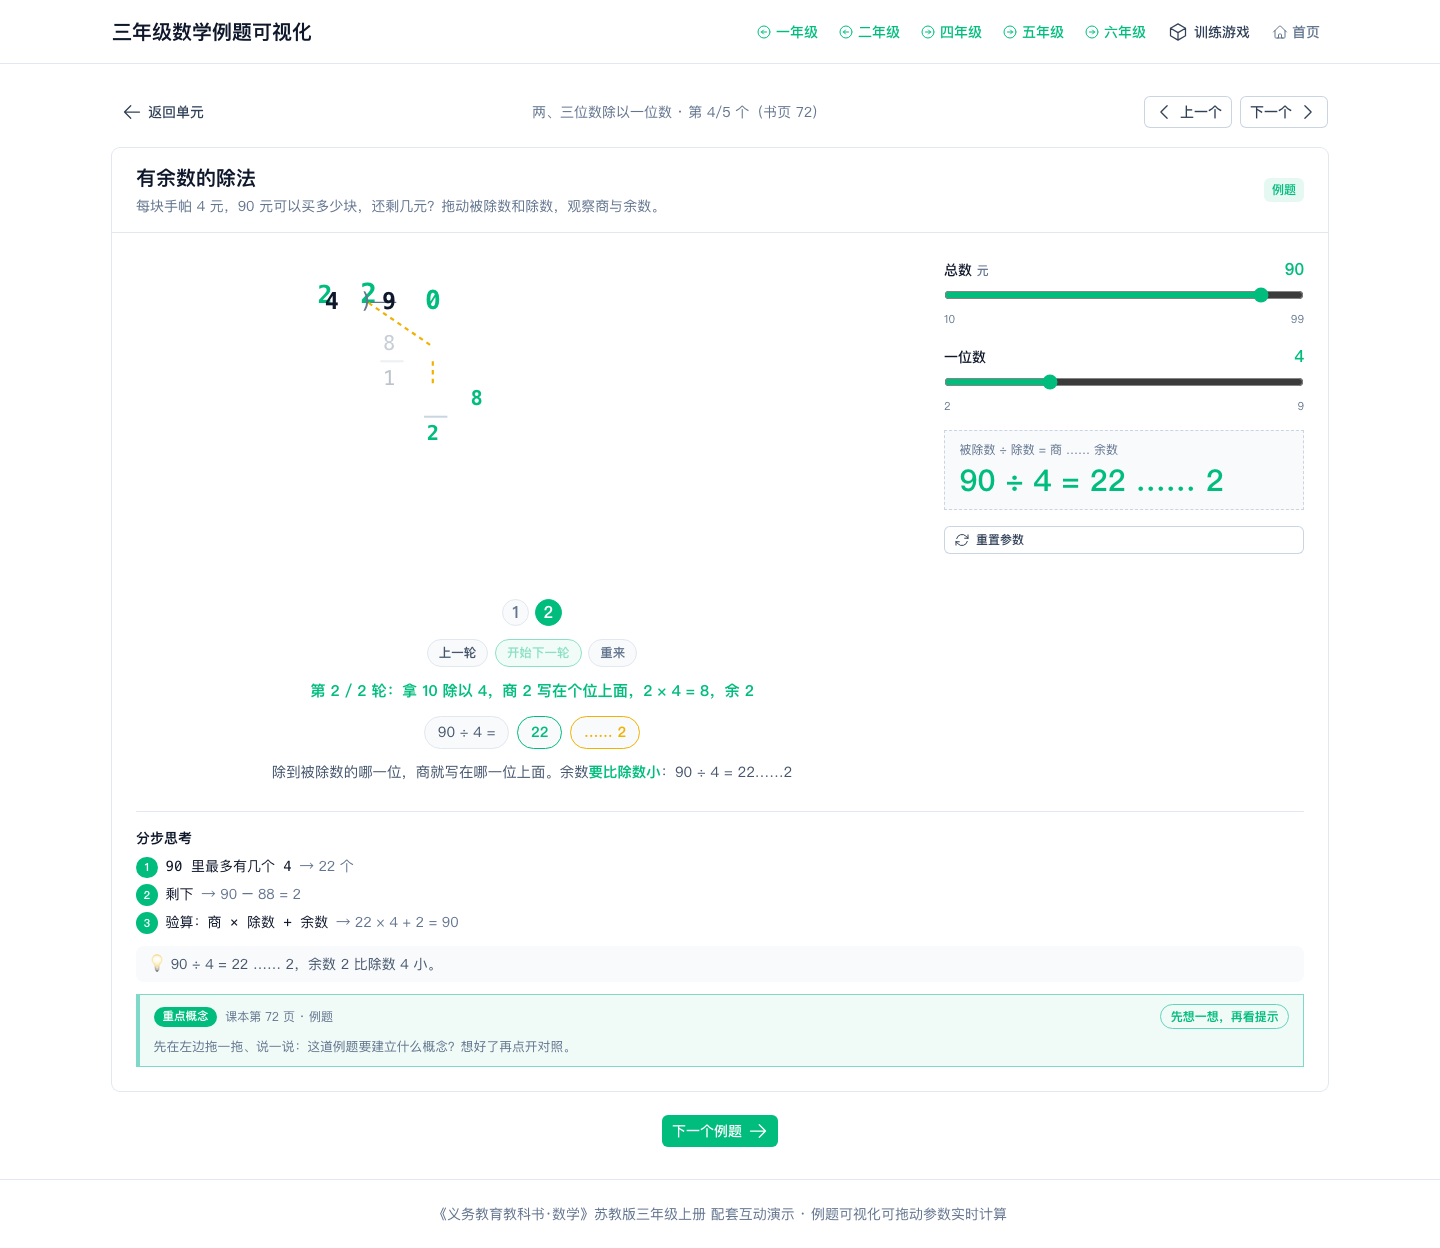 三年级数学例题可视化
一年级 二年级 四年级 五年级 六年级 训练游戏 首页
返回单元
两、三位数除以一位数 · 第 4/5 个（书页 72）
上一个 下一个
有余数的除法
每块手帕 4 元，90 元可以买多少块，还剩几元？拖动被除数和除数，观察商与余数。
例题
2 2
4 ) 9 0
8
1
8
2
总数 元 90
10 99
一位数 4
2 9
被除数 ÷ 除数 = 商 …… 余数
90 ÷ 4 = 22 …… 2
重置参数
1 2
上一轮 开始下一轮 重来
第 2 / 2 轮：拿 10 除以 4，商 2 写在个位上面，2 × 4 = 8，余 2
90 ÷ 4 = 22 …… 2
除到被除数的哪一位，商就写在哪一位上面。余数要比除数小：90 ÷ 4 = 22……2
分步思考
1 90 里最多有几个 4 → 22 个
2 剩下 → 90 − 88 = 2
3 验算：商 × 除数 + 余数 → 22 × 4 + 2 = 90
90 ÷ 4 = 22 …… 2，余数 2 比除数 4 小。
重点概念 课本第 72 页 · 例题
先想一想，再看提示
先在左边拖一拖、说一说：这道例题要建立什么概念？想好了再点开对照。
下一个例题
《义务教育教科书·数学》苏教版三年级上册 配套互动演示 · 例题可视化可拖动参数实时计算